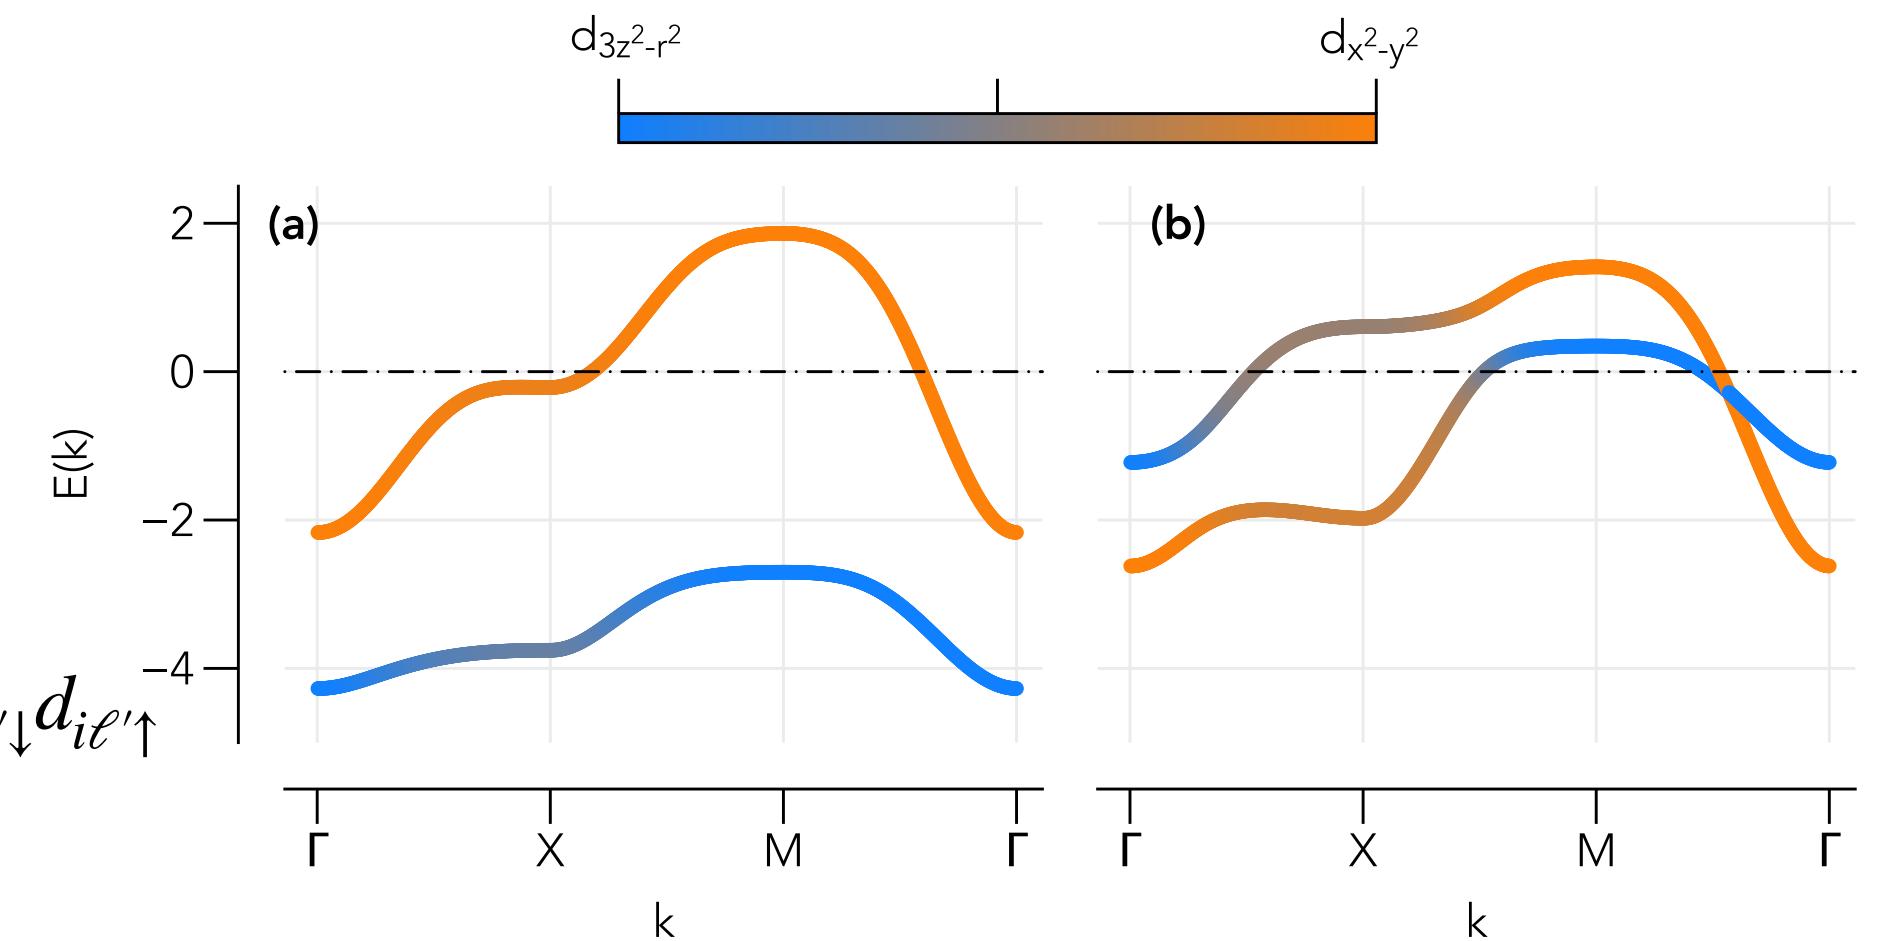 d3z²-r² dx²-y²
(a) (b)
2
0
−2
−4
E(k)
′↓diℓ′↑
Γ X M Γ Γ X M Γ
k k